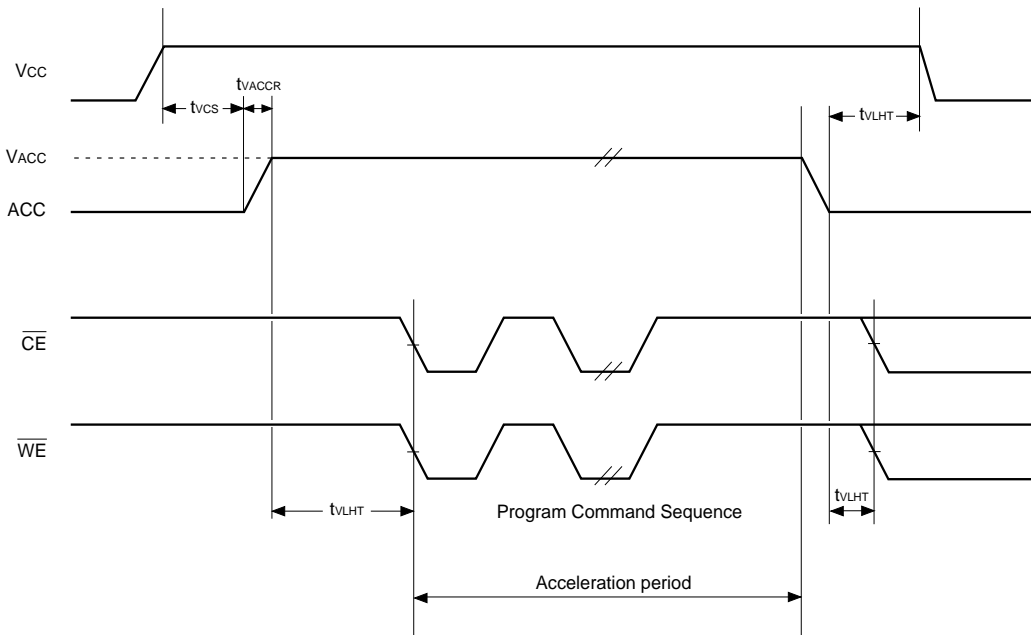 VCC
tVACCR
tVCS
tVLHT
VACC
ACC
CE
WE
tVLHT
Program Command Sequence
tVLHT
Acceleration period